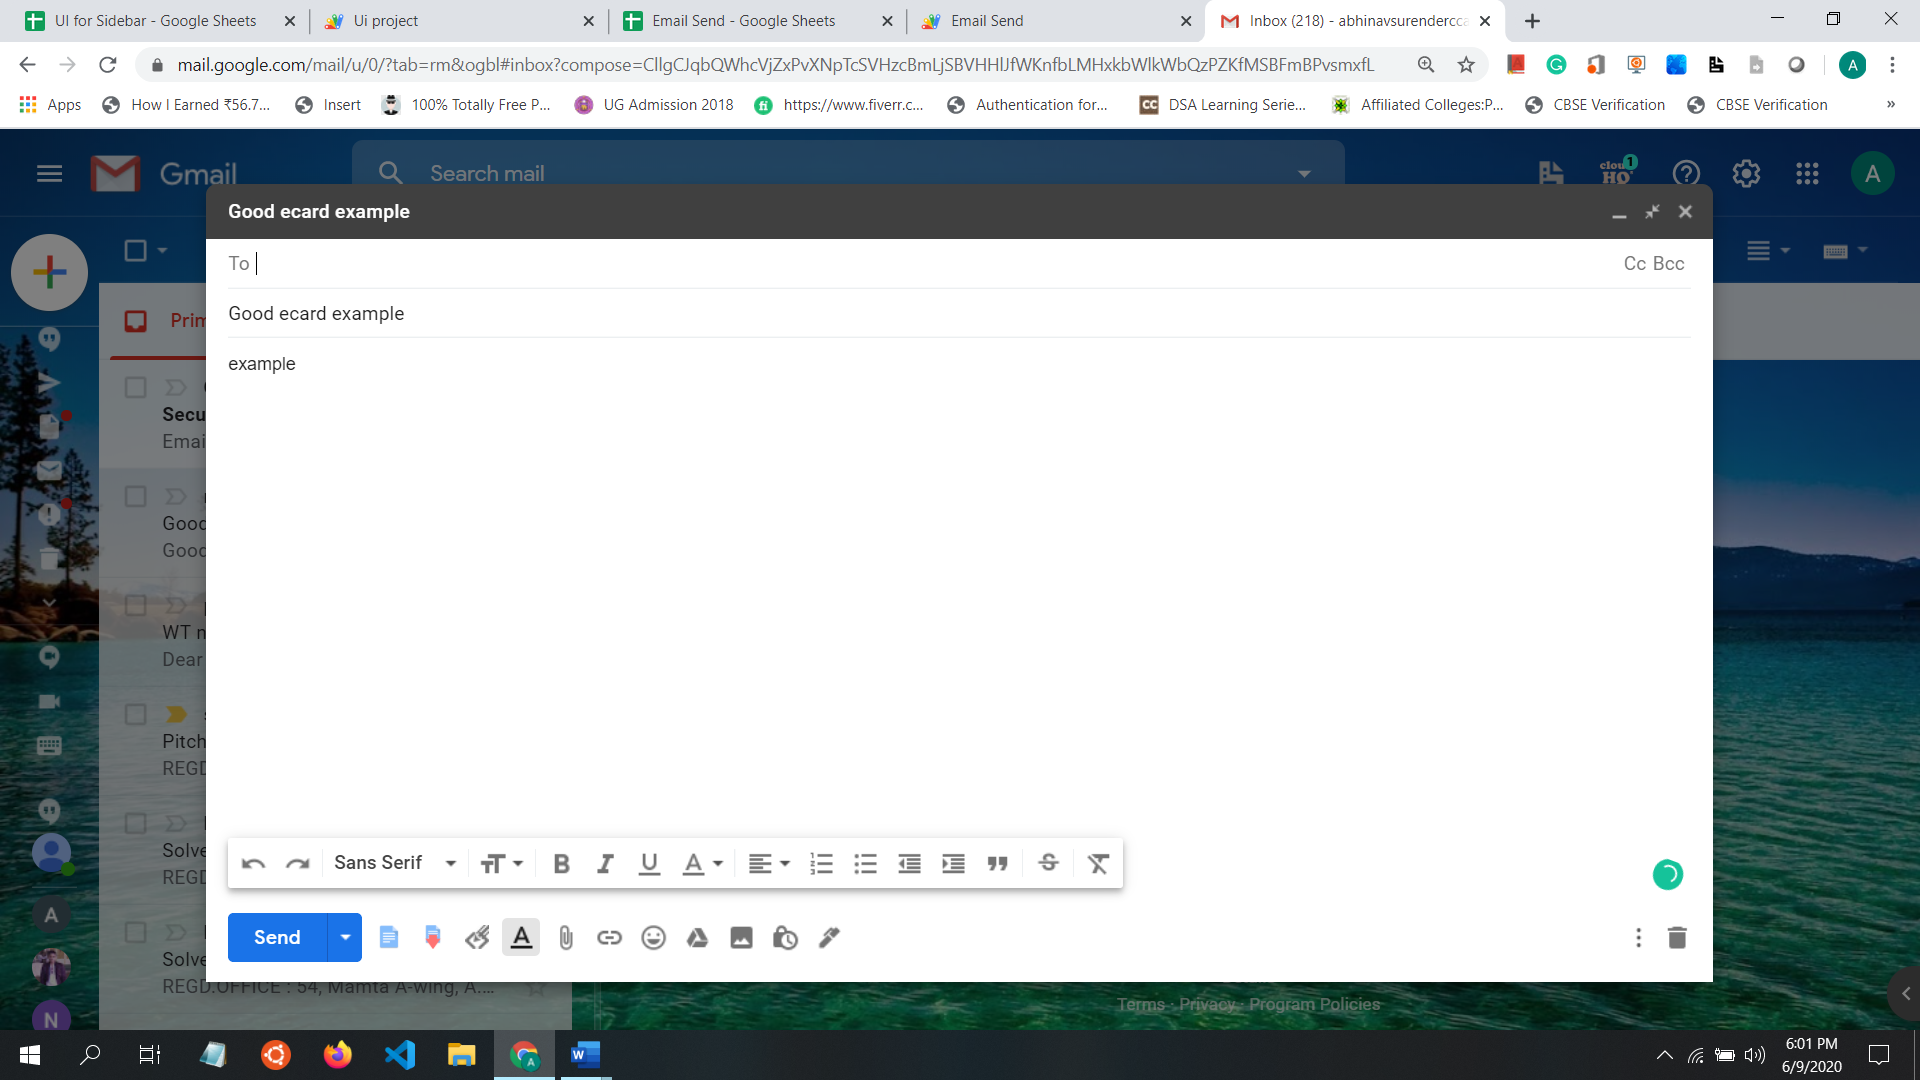 UI for Sidebar - Google Sheets
Ui project
Email Send - Google Sheets
Email Send
Inbox (218) - abhinavsurendercca
mail.google.com/mail/u/0/?tab=rm&ogbl#inbox?compose=CllgCJqbQWhcVjZxPvXNpTcSVHzcBmLjSBVHHlJfWKnfbLMHxkbWlkWbQzPZKfMSBFmBPvsmxfL
A
Apps
How I Earned ₹56.7...
Insert
100% Totally Free P...
UG Admission 2018
https://www.fiverr.c...
Authentication for...
DSA Learning Serie...
Affiliated Colleges:P...
CBSE Verification
CBSE Verification
»
Gmail
Search mail
cloud HQ
1
A
Good ecard example
To
Cc Bcc
Good ecard example
example
Prim
Secu
Emai
Good
Good
WT n
Dear
Pitch
REGD
Solve
REGD
Solve
REGD.OFFICE : 54, Mamta A-wing, A....
A
N
Sans Serif
Send
Terms · Privacy · Program Policies
6:01 PM
6/9/2020